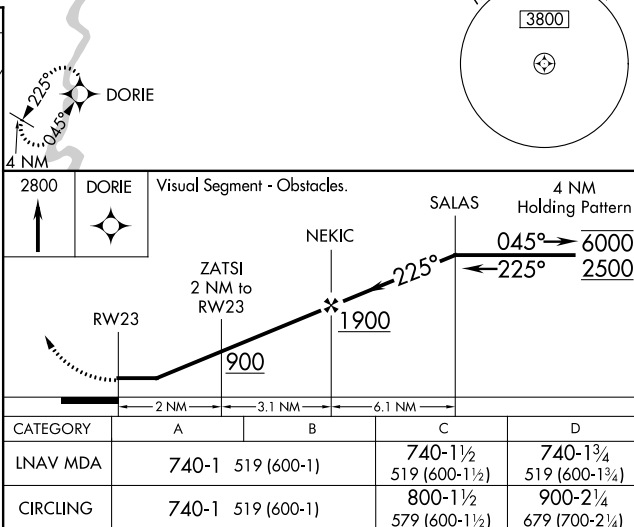 3800
225°
DORIE
045°
4 NM
2800
DORIE
Visual Segment - Obstacles.
SALAS
4 NM
Holding Pattern
NEKIC
045°
6000
225°
225°
2500
ZATSI
2 NM to
RW23
1900
RW23
900
2 NM
3.1 NM
6.1 NM
CATEGORY A B C D
LNAV MDA 740-1 519 (600-1) 740-1½ 519 (600-1½) 740-1¾ 519 (600-1¾)
CIRCLING 740-1 519 (600-1) 800-1½ 579 (600-1½) 900-2¼ 679 (700-2¼)